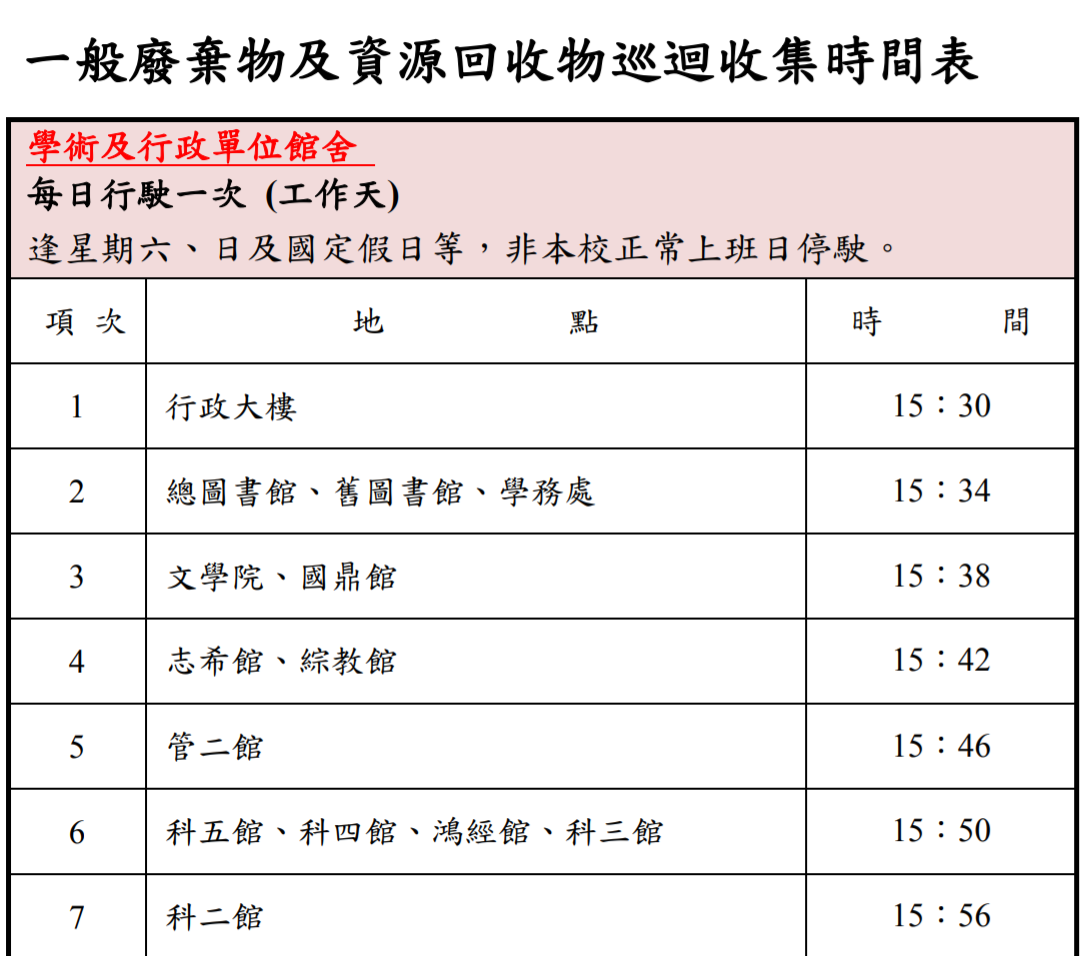 一般廢棄物及資源回收物巡迴收集時間表
學術及行政單位館舍
每日行駛一次 (工作天)
逢星期六、日及國定假日等，非本校正常上班日停駛。
項 次 地 點 時 間
1 行政大樓 15：30
2 總圖書館、舊圖書館、學務處 15：34
3 文學院、國鼎館 15：38
4 志希館、綜教館 15：42
5 管二館 15：46
6 科五館、科四館、鴻經館、科三館 15：50
7 科二館 15：56